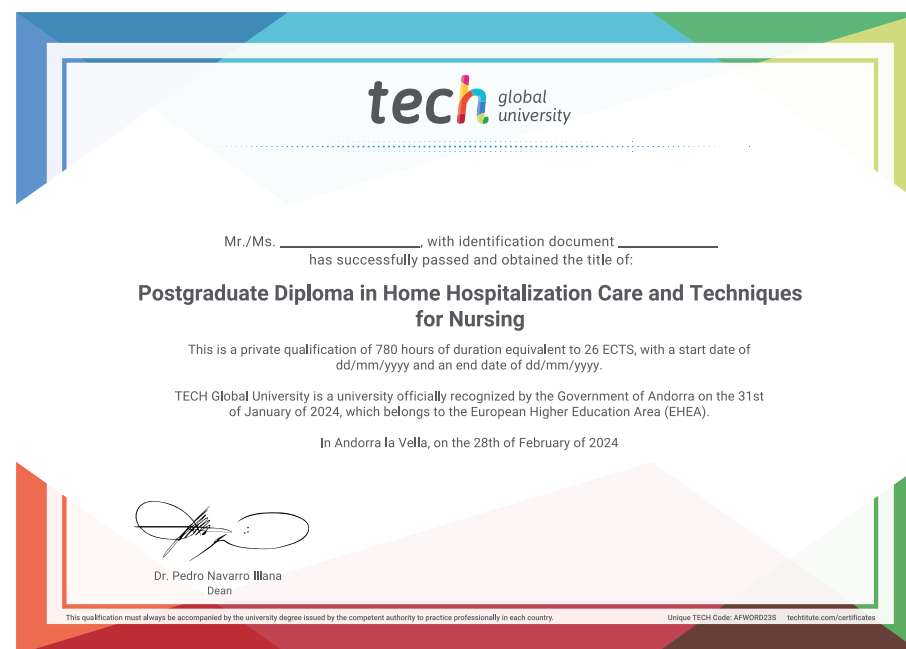 tech global university
Mr./Ms. ____________________, with identification document ______________
has successfully passed and obtained the title of:
Postgraduate Diploma in Home Hospitalization Care and Techniques
for Nursing
This is a private qualification of 780 hours of duration equivalent to 26 ECTS, with a start date of
dd/mm/yyyy and an end date of dd/mm/yyyy.
TECH Global University is a university officially recognized by the Government of Andorra on the 31st
of January of 2024, which belongs to the European Higher Education Area (EHEA).
In Andorra la Vella, on the 28th of February of 2024
Dr. Pedro Navarro Illana
Dean
This qualification must always be accompanied by the university degree issued by the competent authority to practice professionally in each country.
Unique TECH Code: AFWORD23S techtitute.com/certificates